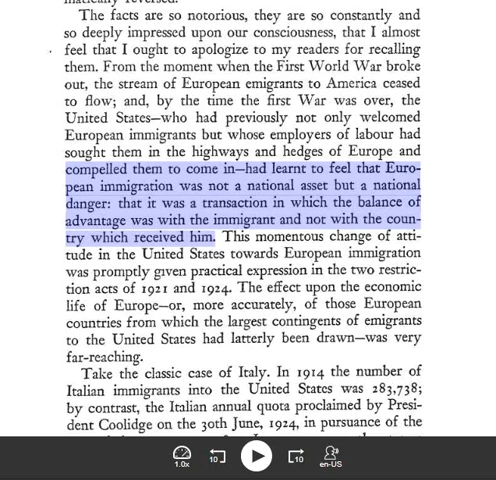 The facts are so notorious, they are so constantly and
so deeply impressed upon our consciousness, that I almost
feel that I ought to apologize to my readers for recalling
them. From the moment when the First World War broke
out, the stream of European emigrants to America ceased
to flow; and, by the time the first War was over, the
United States—who had previously not only welcomed
European immigrants but whose employers of labour had
sought them in the highways and hedges of Europe and
compelled them to come in—had learnt to feel that Euro-
pean immigration was not a national asset but a national
danger: that it was a transaction in which the balance of
advantage was with the immigrant and not with the coun-
try which received him. This momentous change of atti-
tude in the United States towards European immigration
was promptly given practical expression in the two restric-
tion acts of 1921 and 1924. The effect upon the economic
life of Europe—or, more accurately, of those European
countries from which the largest contingents of emigrants
to the United States had latterly been drawn—was very
far-reaching.
Take the classic case of Italy. In 1914 the number of
Italian immigrants into the United States was 283,738;
by contrast, the Italian annual quota proclaimed by Presi-
dent Coolidge on the 30th June, 1924, in pursuance of the
1.0x
10
10
en-US